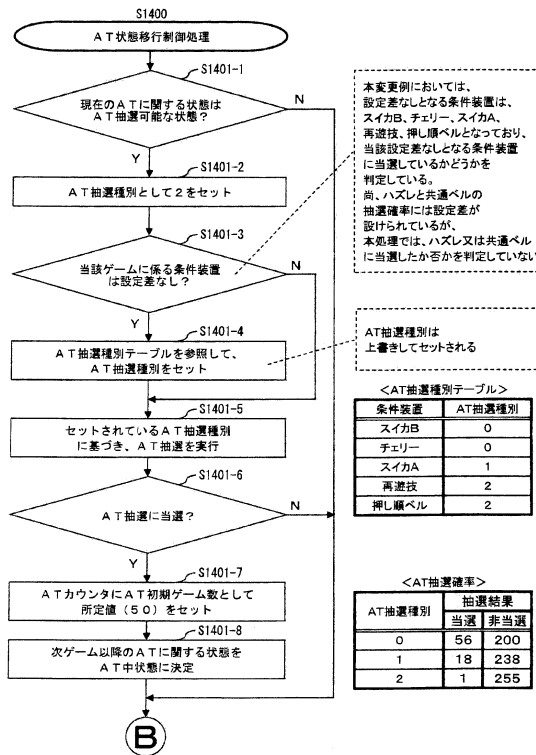 S1400
AT状態移行制御処理
S1401-1
現在のATに関する状態は
AT抽選可能な状態?
N
Y
S1401-2
AT抽選種別として2をセット
S1401-3
当該ゲームに係る条件装置
は設定差なし?
N
Y
S1401-4
AT抽選種別テーブルを参照して、
AT抽選種別をセット
S1401-5
セットされているAT抽選種別
に基づき、AT抽選を実行
S1401-6
AT抽選に当選?
N
Y
S1401-7
ATカウンタにAT初期ゲーム数として
所定値(50)をセット
S1401-8
次ゲーム以降のATに関する状態を
AT中状態に決定
B
本変更例においては、
設定差なしとなる条件装置は、
スイカB、チェリー、スイカA、
再遊技、押し順ベルとなっており、
当該設定差なしとなる条件装置
に当選しているかどうかを
判定している。
尚、ハズレと共通ベルの
抽選確率には設定差が
設けられているが、
本処理では、ハズレ又は共通ベル
に当選したか否かを判定していない
AT抽選種別は
上書きしてセットされる
<AT抽選種別テーブル>
条件装置 AT抽選種別
スイカB 0
チェリー 0
スイカA 1
再遊技 2
押し順ベル 2
<AT抽選確率>
AT抽選種別 抽選結果
当選 非当選
0 56 200
1 18 238
2 1 255